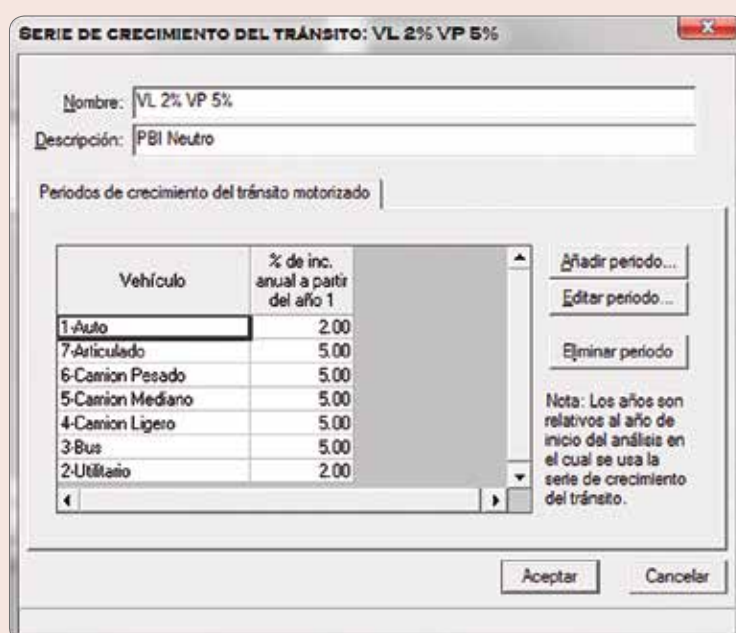 SERIE DE CRECIMIENTO DEL TRÁNSITO: VL 2% VP 5%
Nombre: VL 2% VP 5%
Descripción: PBI Neutro
Periodos de crecimiento del tránsito motorizado
Vehículo
% de inc.
anual a partir
del año 1
1-Auto 2.00
7-Articulado 5.00
6-Camion Pesado 5.00
5-Camion Mediano 5.00
4-Camion Ligero 5.00
3-Bus 5.00
2-Utilitario 2.00
Añadir periodo...
Editar periodo...
Eliminar periodo
Nota: Los años son
relativos al año de
inicio del análisis en
el cual se usa la
serie de crecimiento
del tránsito.
Aceptar
Cancelar